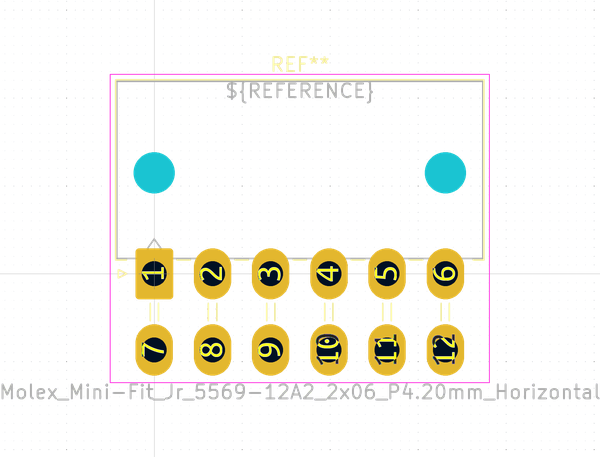 REF**
${REFERENCE}
1 2 3 4 5 6
7 8 9 10 11 12
Molex_Mini-Fit_Jr_5569-12A2_2x06_P4.20mm_Horizontal